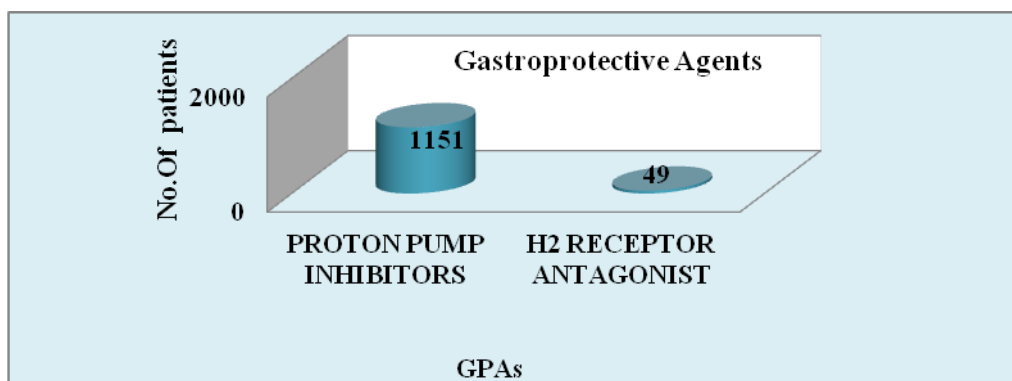 Gastroprotective Agents
No.Of patients
2000
0
1151
49
PROTON PUMP
INHIBITORS
H2 RECEPTOR
ANTAGONIST
GPAs